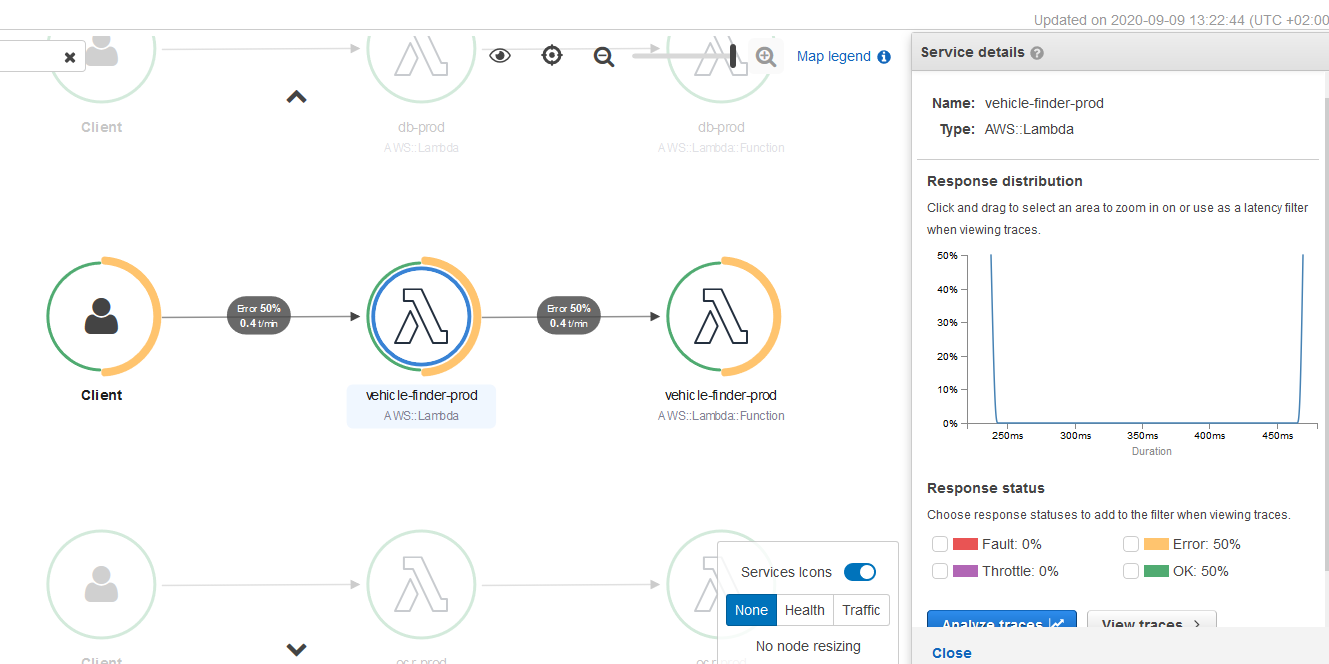 Updated on 2020-09-09 13:22:44 (UTC +02:00
Map legend
Client
db-prod
AWS::Lambda
db-prod
AWS::Lambda::Function
Error 50%
0.4 t/min
Error 50%
0.4 t/min
Client
vehicle-finder-prod
AWS::Lambda
vehicle-finder-prod
AWS::Lambda::Function
Client
ocr-prod
Services Icons
None
Health
Traffic
No node resizing
Service details
Name: vehicle-finder-prod
Type: AWS::Lambda
Response distribution
Click and drag to select an area to zoom in on or use as a latency filter
when viewing traces.
50%
40%
30%
20%
10%
0%
250ms 300ms 350ms 400ms 450ms
Duration
Response status
Choose response statuses to add to the filter when viewing traces.
Fault: 0% Error: 50%
Throttle: 0% OK: 50%
Analyze traces View traces
Close